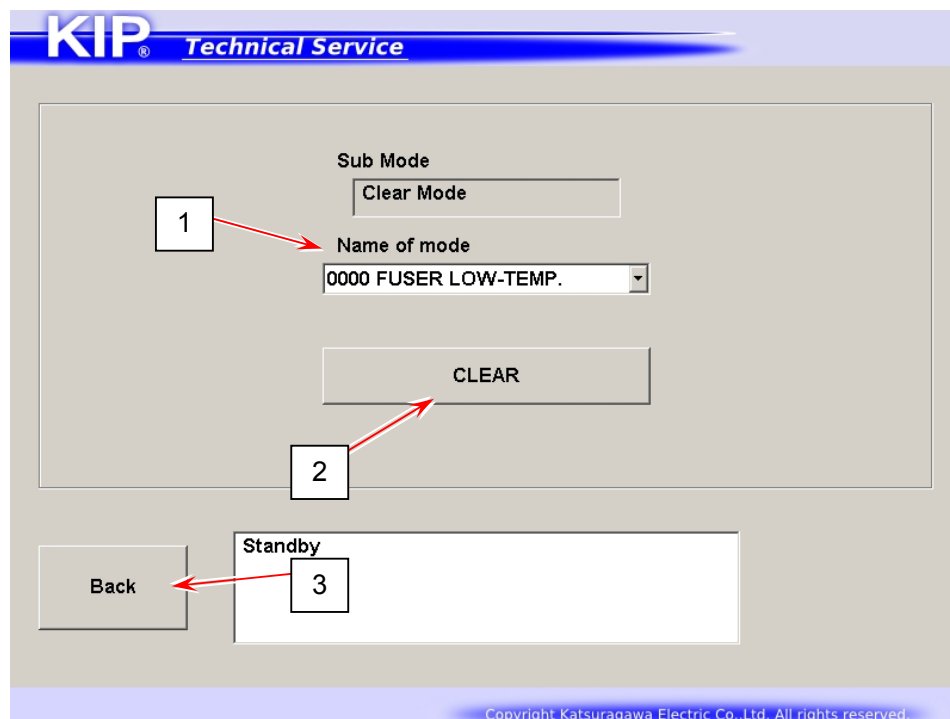 KIP® Technical Service
Sub Mode
Clear Mode
1
Name of mode
0000 FUSER LOW-TEMP.
CLEAR
2
Standby
Back
3
Copyright Katsuragawa Electric Co.,Ltd. All rights reserved.